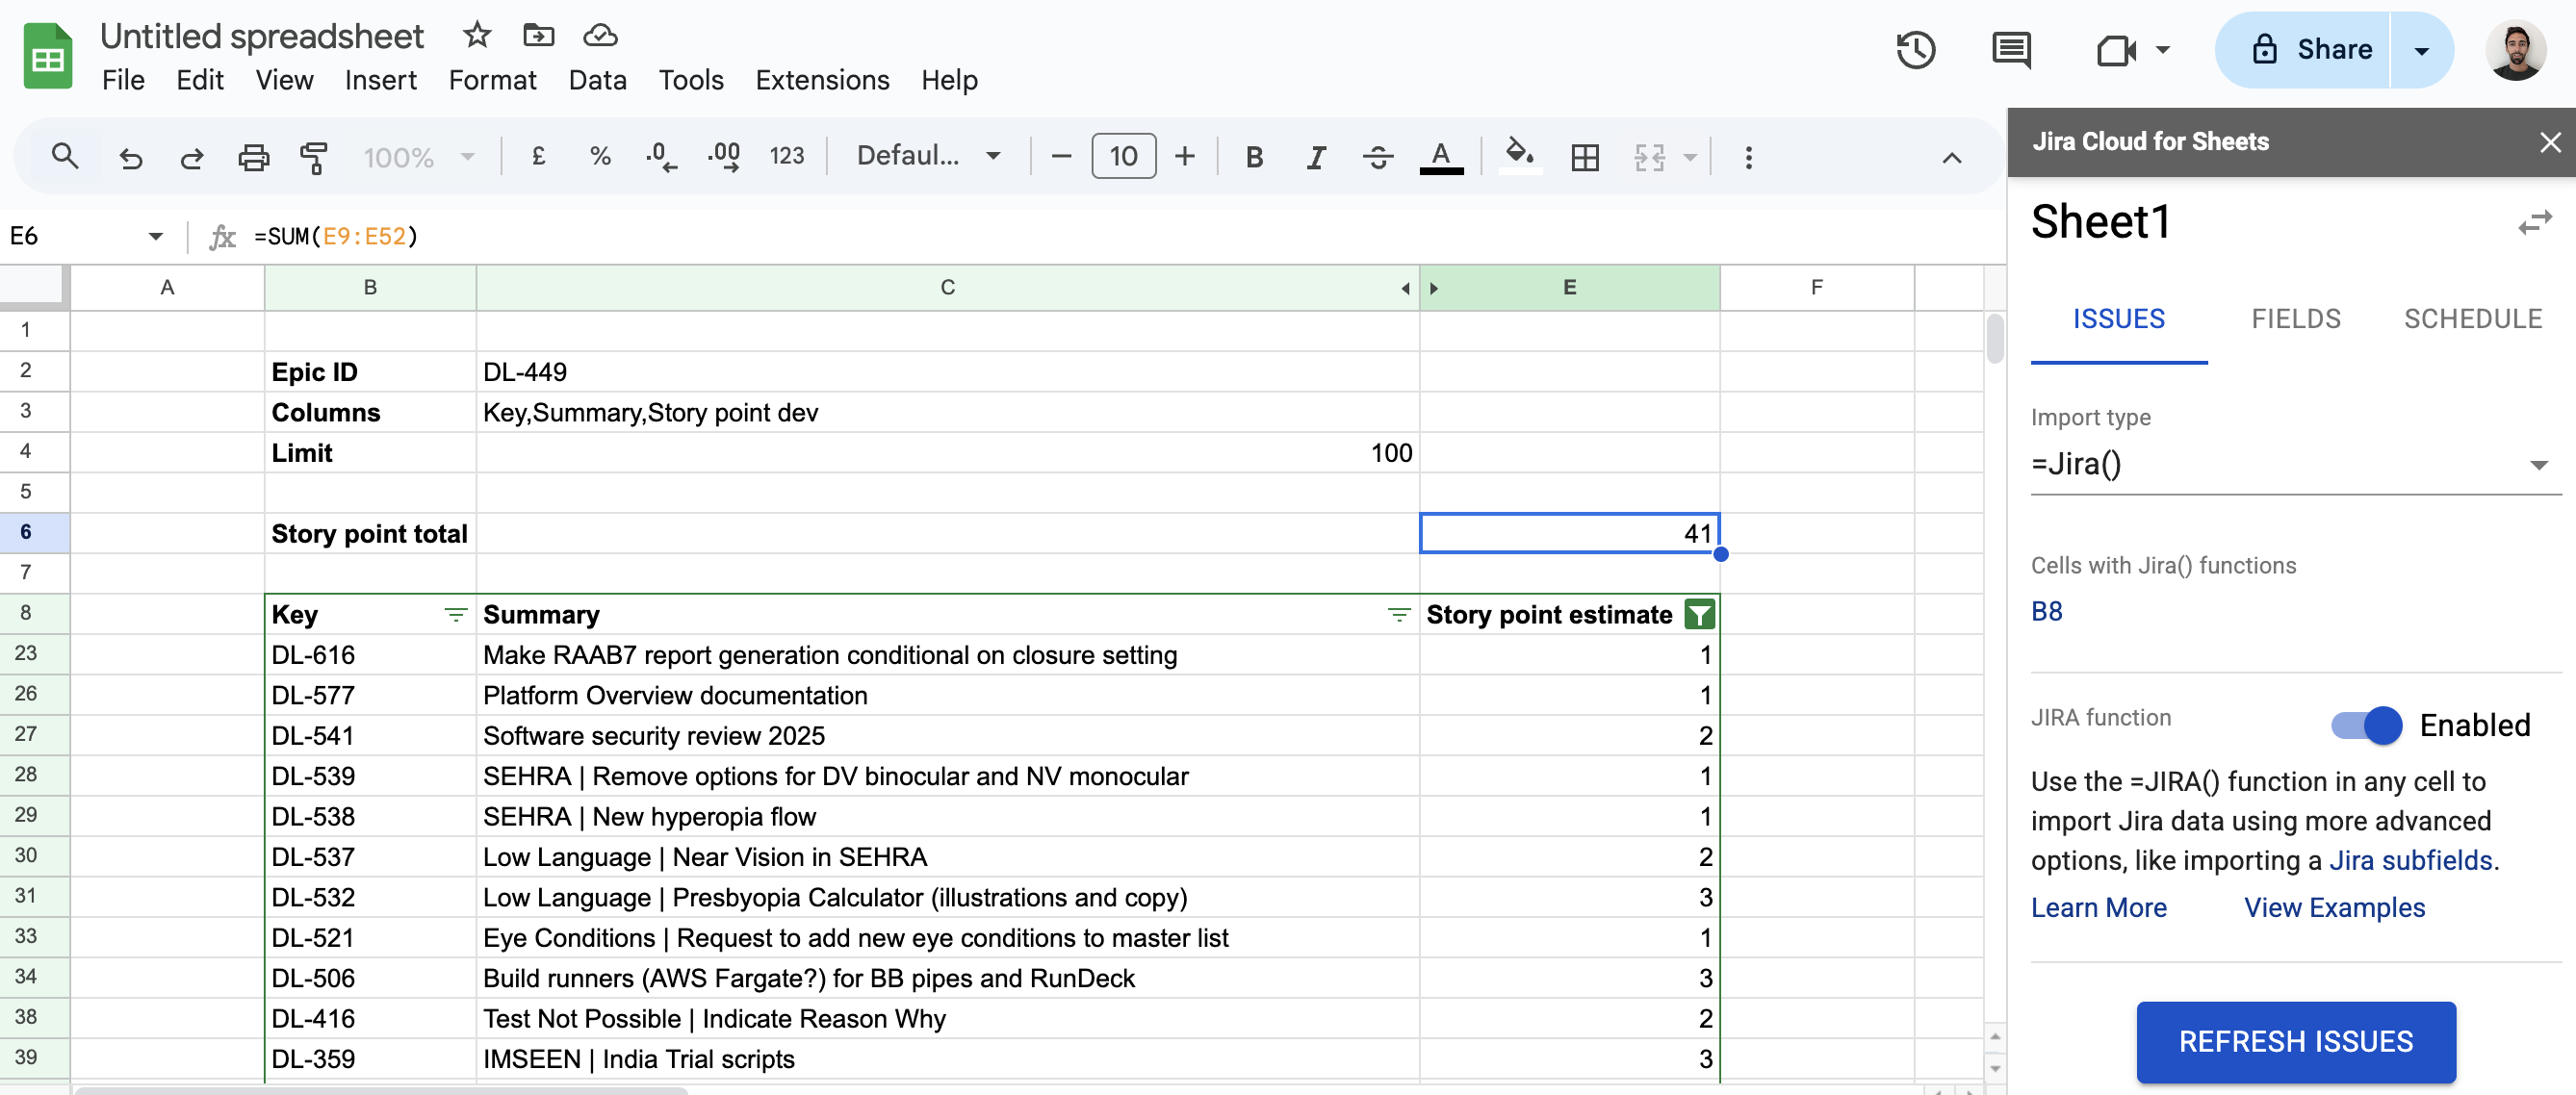 Untitled spreadsheet
File Edit View Insert Format Data Tools Extensions Help
Share
100% £ % .0 .00 123 Defaul... 10 B I S A
E6 fx =SUM(E9:E52)
A B C E F
1
2 Epic ID DL-449
3 Columns Key,Summary,Story point dev
4 Limit 100
5
6 Story point total 41
7
8 Key Summary Story point estimate
23 DL-616 Make RAAB7 report generation conditional on closure setting 1
26 DL-577 Platform Overview documentation 1
27 DL-541 Software security review 2025 2
28 DL-539 SEHRA | Remove options for DV binocular and NV monocular 1
29 DL-538 SEHRA | New hyperopia flow 1
30 DL-537 Low Language | Near Vision in SEHRA 2
31 DL-532 Low Language | Presbyopia Calculator (illustrations and copy) 3
33 DL-521 Eye Conditions | Request to add new eye conditions to master list 1
34 DL-506 Build runners (AWS Fargate?) for BB pipes and RunDeck 3
38 DL-416 Test Not Possible | Indicate Reason Why 2
39 DL-359 IMSEEN | India Trial scripts 3
Jira Cloud for Sheets
Sheet1
ISSUES FIELDS SCHEDULE
Import type
=Jira()
Cells with Jira() functions
B8
JIRA function Enabled
Use the =JIRA() function in any cell to
import Jira data using more advanced
options, like importing a Jira subfields.
Learn More View Examples
REFRESH ISSUES